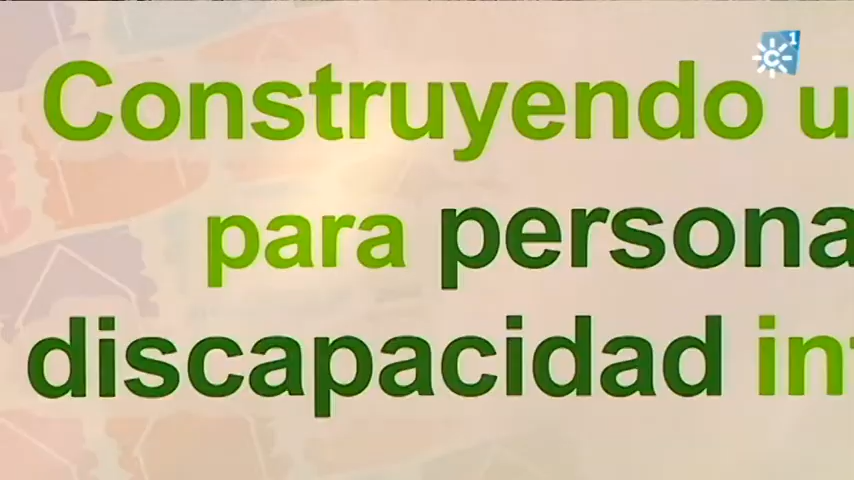 Construyendo u
para persona
discapacidad in